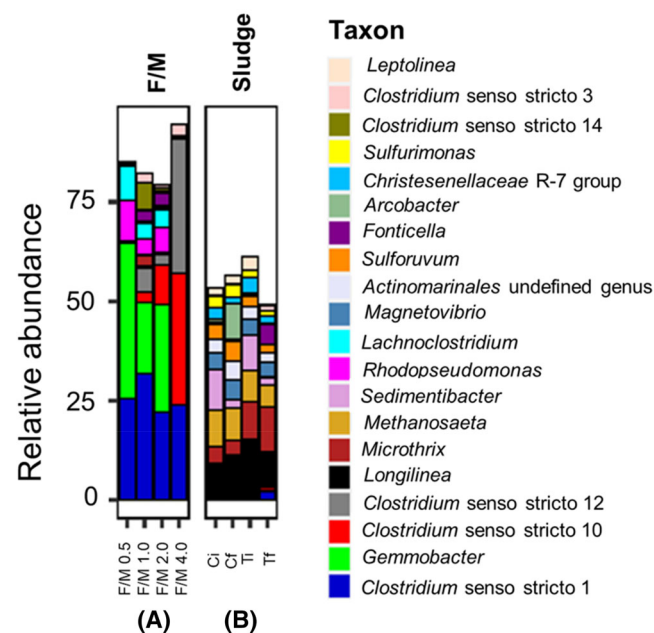 F/M
Sludge
Relative abundance
75
50
25
0
F/M 0.5
F/M 1.0
F/M 2.0
F/M 4.0
Ci
Cf
Ti
Tf
(A)
(B)
Taxon
Leptolinea
Clostridium senso stricto 3
Clostridium senso stricto 14
Sulfurimonas
Christesenellaceae R-7 group
Arcobacter
Fonticella
Sulforuvum
Actinomarinales undefined genus
Magnetovibrio
Lachnoclostridium
Rhodopseudomonas
Sedimentibacter
Methanosaeta
Microthrix
Longilinea
Clostridium senso stricto 12
Clostridium senso stricto 10
Gemmobacter
Clostridium senso stricto 1